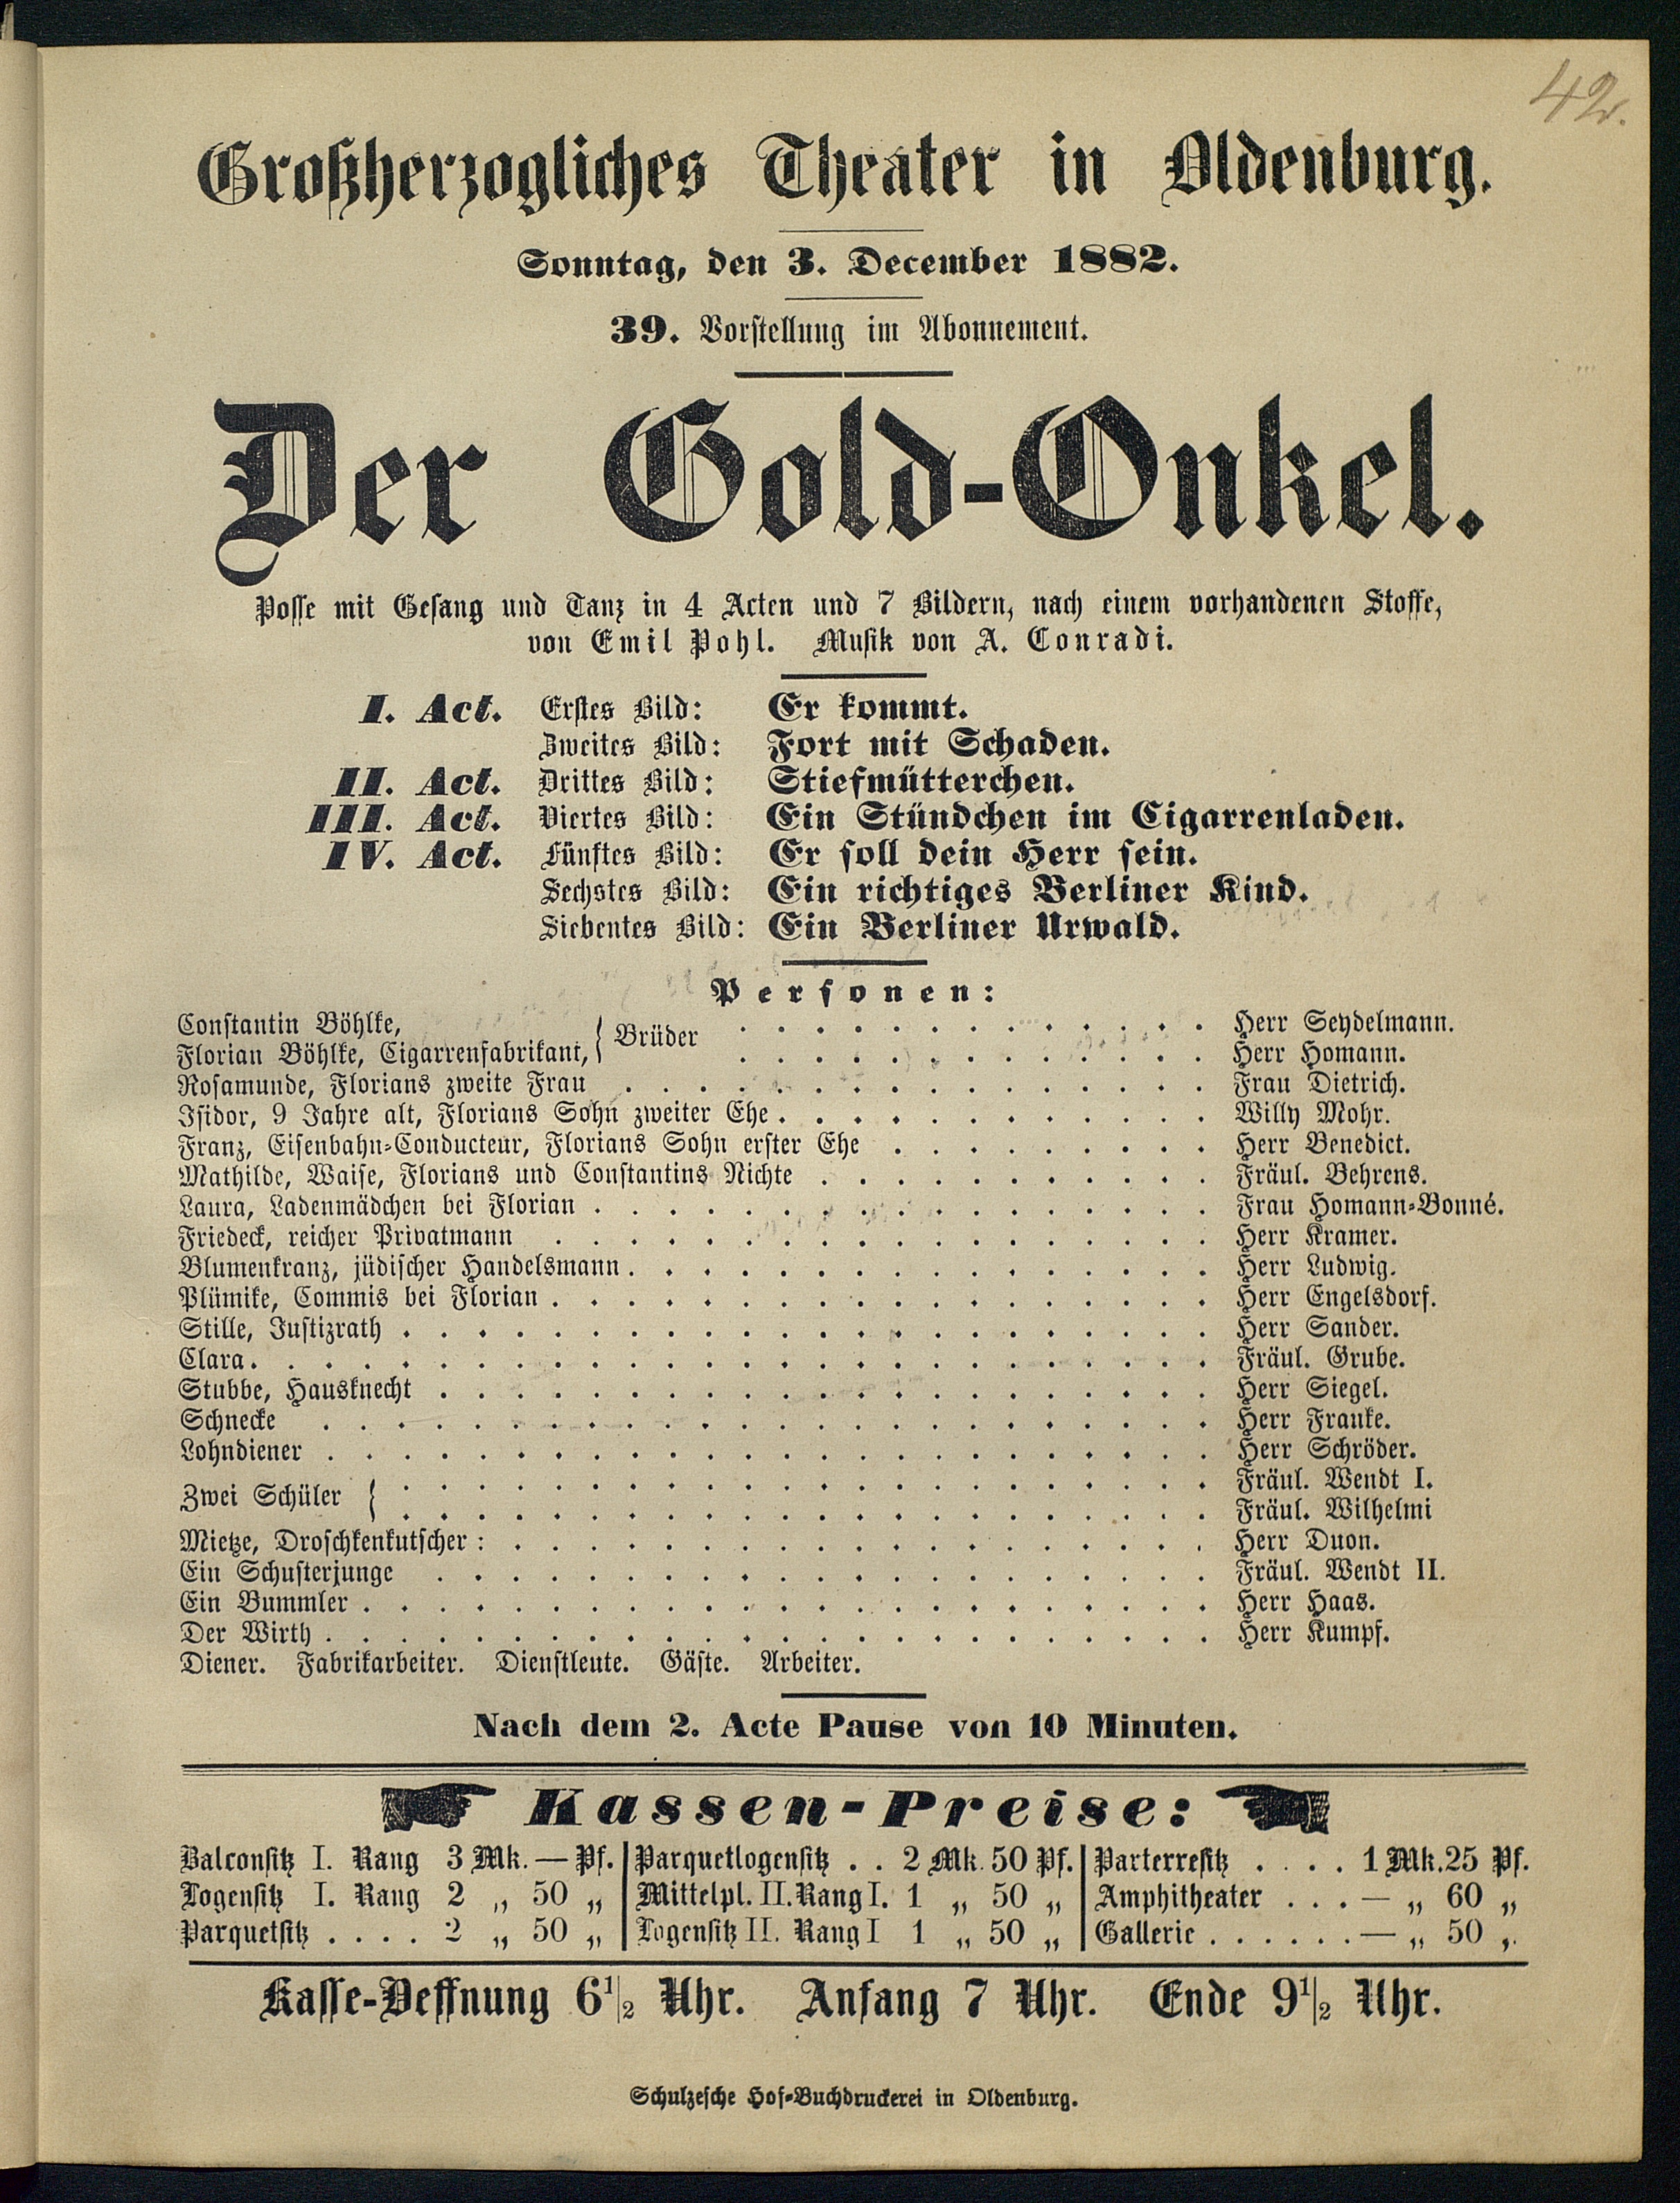 42.
Großherzogliches Theater in Oldenburg.
Sonntag, den 3. December 1882.
39. Vorstellung im Abonnement.
Der Gold-Onkel.
Posse mit Gesang und Tanz in 4 Acten und 7 Bildern, nach einem vorhandenen Stoffe,
von Emil Pohl. Musik von A. Conradi.
I. Act. Erstes Bild: Er kommt.
Zweites Bild: Fort mit Schaden.
II. Act. Drittes Bild: Stiefmütterchen.
III. Act. Viertes Bild: Ein Stündchen im Cigarrenladen.
IV. Act. Fünftes Bild: Er soll dein Herr sein.
Sechstes Bild: Ein richtiges Berliner Kind.
Siebentes Bild: Ein Berliner Urwald.
Personen:
Constantin Böhlke, } Brüder . . . . . . . . . . . . . Herr Seydelmann.
Florian Böhlke, Cigarrenfabrikant, } . . . . . . . . . . . . . Herr Homann.
Rosamunde, Florians zweite Frau . . . . . . . . . . . . . . . . Frau Dietrich.
Isidor, 9 Jahre alt, Florians Sohn zweiter Ehe . . . . . . . . . . . . Willy Mohr.
Franz, Eisenbahn-Conducteur, Florians Sohn erster Ehe . . . . . . . . . Herr Benedict.
Mathilde, Waise, Florians und Constantins Nichte . . . . . . . . . . . Fräul. Behrens.
Laura, Ladenmädchen bei Florian . . . . . . . . . . . . . . . . . Frau Homann-Bonné.
Friedeck, reicher Privatmann . . . . . . . . . . . . . . . . . . Herr Kramer.
Blumenkranz, jüdischer Handelsmann . . . . . . . . . . . . . . . . Herr Ludwig.
Plümike, Commis bei Florian . . . . . . . . . . . . . . . . . . Herr Engelsdorf.
Stille, Justizrath . . . . . . . . . . . . . . . . . . . . . . Herr Sander.
Clara . . . . . . . . . . . . . . . . . . . . . . . . . . Fräul. Grube.
Stubbe, Hausknecht . . . . . . . . . . . . . . . . . . . . . Herr Siegel.
Schnecke . . . . . . . . . . . . . . . . . . . . . . . . Herr Franke.
Lohndiener . . . . . . . . . . . . . . . . . . . . . . . . Herr Schröder.
Zwei Schüler { . . . . . . . . . . . . . . . . . . . . . . Fräul. Wendt I.
. . . . . . . . . . . . . . . . . . . . . . Fräul. Wilhelmi
Mietze, Droschkenkutscher : . . . . . . . . . . . . . . . . . . . Herr Duon.
Ein Schusterjunge . . . . . . . . . . . . . . . . . . . . . Fräul. Wendt II.
Ein Bummler . . . . . . . . . . . . . . . . . . . . . . . Herr Haas.
Der Wirth . . . . . . . . . . . . . . . . . . . . . . . . Herr Kumpf.
Diener. Fabrikarbeiter. Dienstleute. Gäste. Arbeiter.
Nach dem 2. Acte Pause von 10 Minuten.
Kassen-Preise:
Balconsitz I. Rang 3 Mk. — Pf. | Parquetlogensitz . . 2 Mk. 50 Pf. | Parterresitz . . . . 1 Mk. 25 Pf.
Logensitz I. Rang 2 „ 50 „ | Mittelpl. II. Rang I. 1 „ 50 „ | Amphitheater . . . — „ 60 „
Parquetsitz . . . . 2 „ 50 „ | Logensitz II. Rang I 1 „ 50 „ | Gallerie . . . . . . — „ 50 „
Kasse-Oeffnung 6 1/2 Uhr. Anfang 7 Uhr. Ende 9 1/2 Uhr.
Schulzesche Hof-Buchdruckerei in Oldenburg.